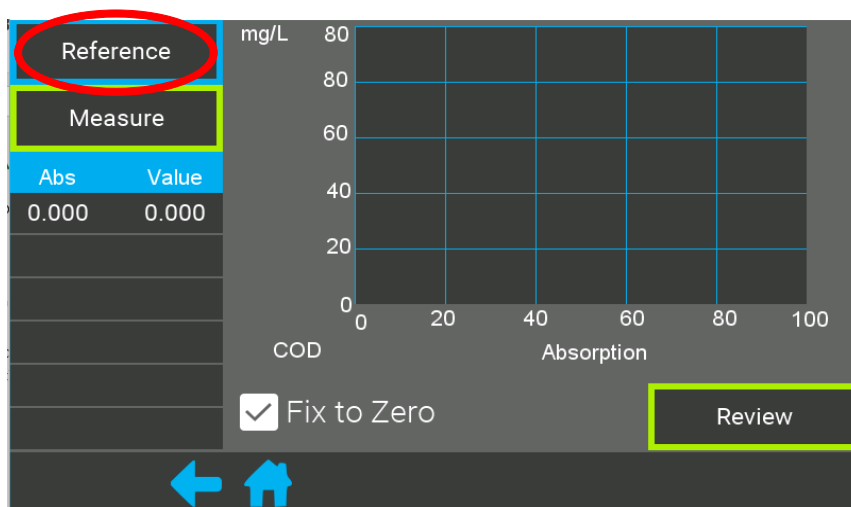 Reference
Measure
Abs Value
0.000 0.000
mg/L 80
80
60
40
20
0
0 20 40 60 80 100
COD Absorption
Fix to Zero
Review